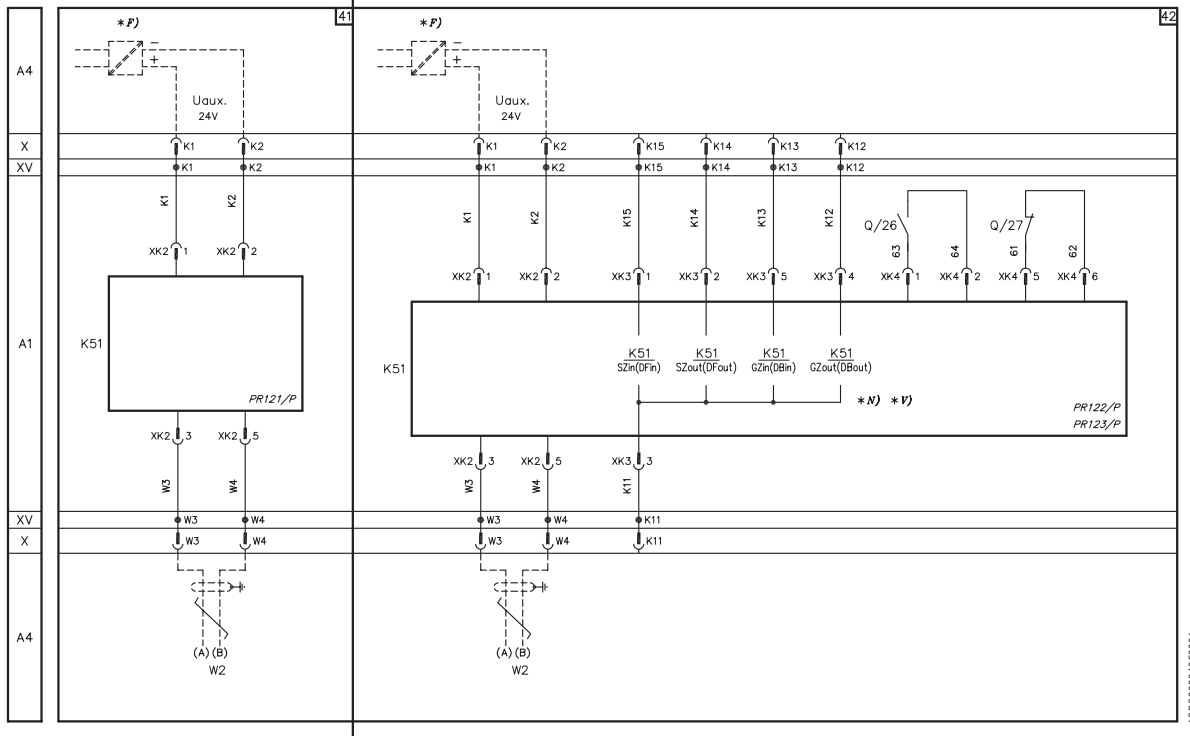 41
42
*F)
*F)
−
+
−
+
A4
Uaux.
24V
Uaux.
24V
X
K1
K2
K1
K2
K15
K14
K13
K12
XV
K1
K2
K1
K2
K15
K14
K13
K12
K1
K2
K1
K2
K15
K14
K13
K12
Q/26
63
64
Q/27
61
62
XK2 1
XK2 2
XK2 1
XK2 2
XK3 1
XK3 2
XK3 5
XK3 4
XK4 1
XK4 2
XK4 5
XK4 6
A1
K51
PR121/P
K51
K51
SZin(DFin)
K51
SZout(DFout)
K51
GZin(DBin)
K51
GZout(DBout)
*N) *V)
PR122/P
PR123/P
XK2 3
XK2 5
XK2 3
XK2 5
XK3 3
W3
W4
W3
W4
K11
XV
W3
W4
W3
W4
K11
X
W3
W4
W3
W4
K11
A4
(A) (B)
W2
(A) (B)
W2